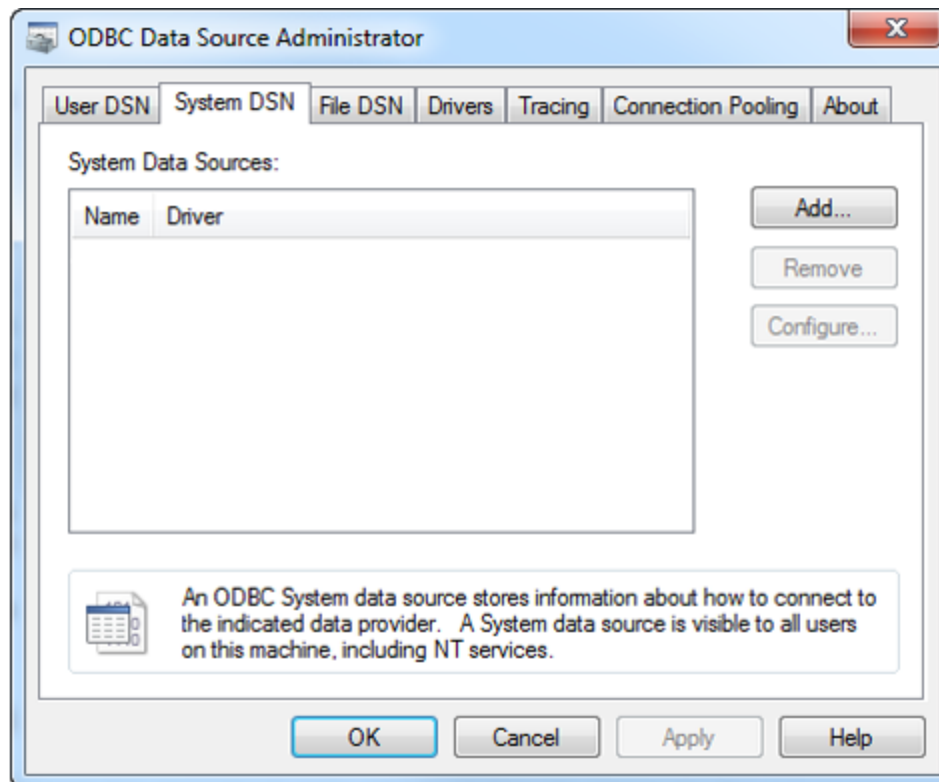 ODBC Data Source Administrator
User DSN System DSN File DSN Drivers Tracing Connection Pooling About
System Data Sources:
Name Driver
Add...
Remove
Configure...
An ODBC System data source stores information about how to connect to
the indicated data provider. A System data source is visible to all users
on this machine, including NT services.
OK Cancel Apply Help